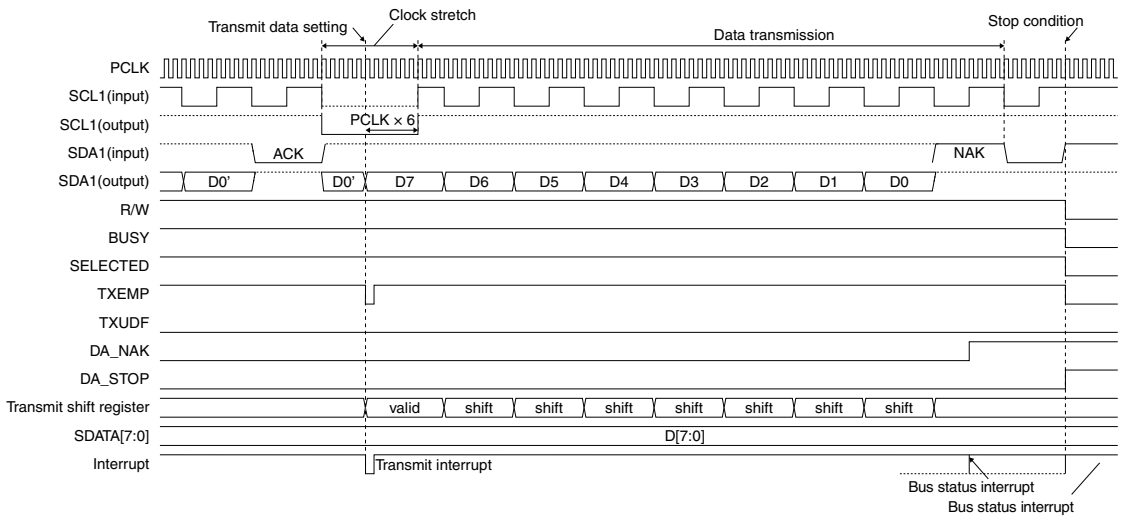 Transmit data setting
Clock stretch
Data transmission
Stop condition
PCLK
SCL1(input)
SCL1(output)
PCLK × 6
SDA1(input)
ACK
NAK
SDA1(output)
D0’ D0’ D7 D6 D5 D4 D3 D2 D1 D0
R/W
BUSY
SELECTED
TXEMP
TXUDF
DA_NAK
DA_STOP
Transmit shift register
valid shift shift shift shift shift shift shift
SDATA[7:0]
D[7:0]
Interrupt
Transmit interrupt
Bus status interrupt
Bus status interrupt